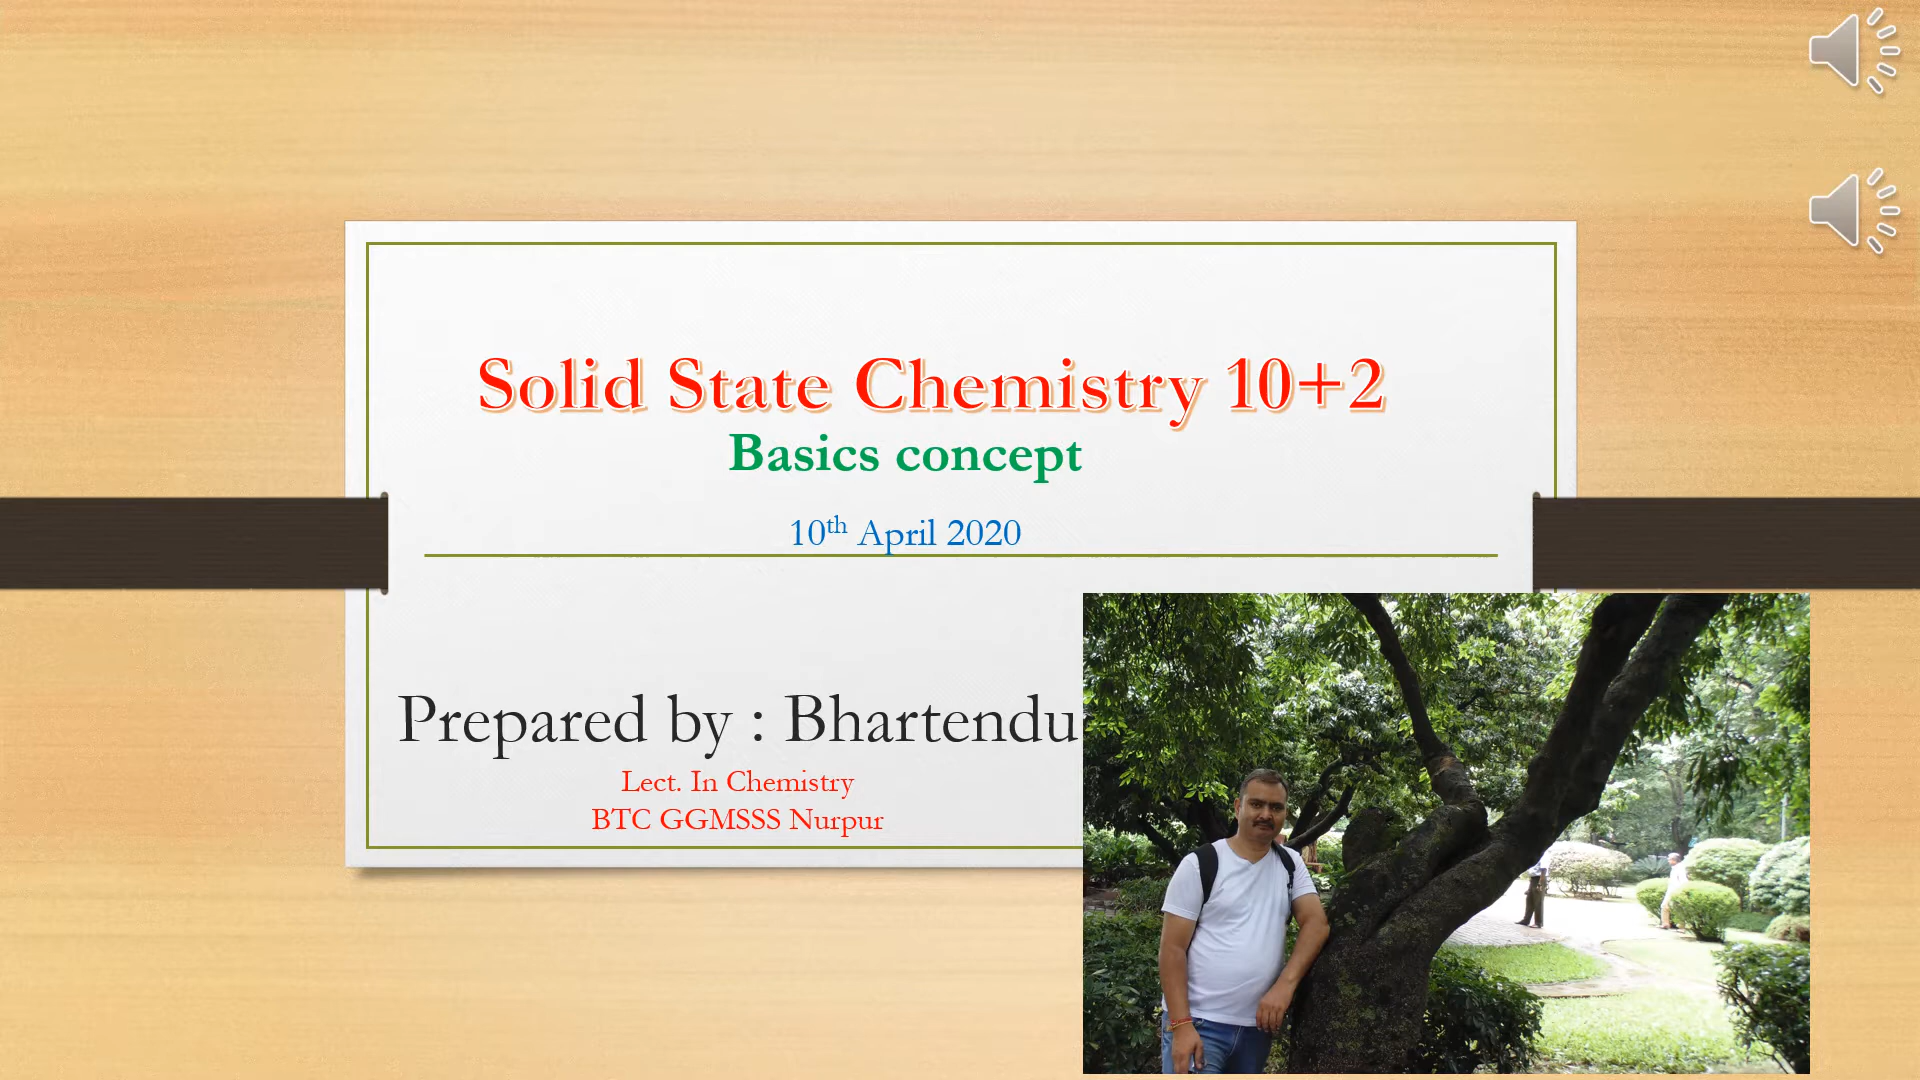 Solid State Chemistry 10+2
Basics concept
10th April 2020
Prepared by : Bhartendu
Lect. In Chemistry
BTC GGMSSS Nurpur